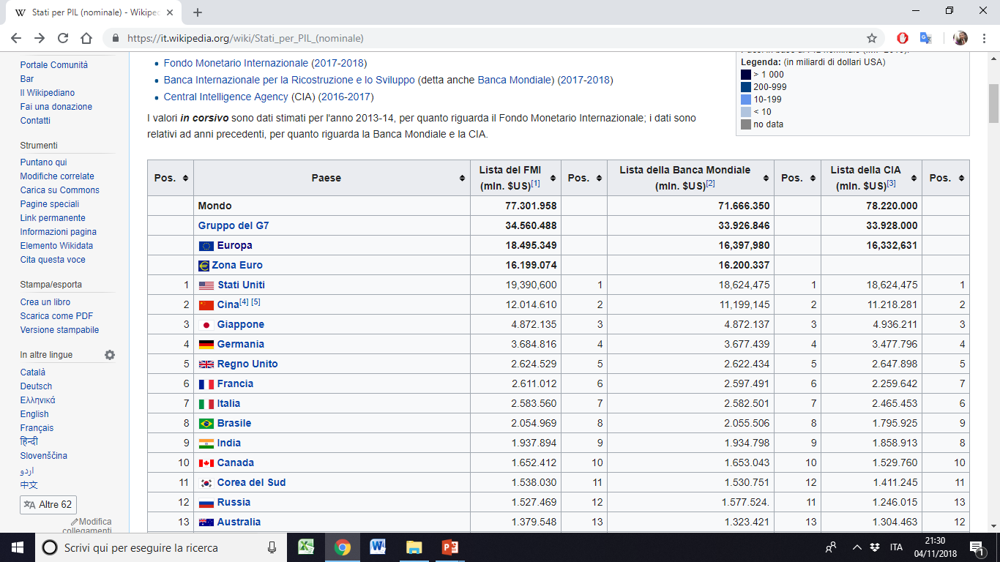 Stati per PIL (nominale) - Wikipe
https://it.wikipedia.org/wiki/Stati_per_PIL_(nominale)
Portale Comunità
Bar
Il Wikipediano
Fai una donazione
Contatti
Strumenti
Puntano qui
Modifiche correlate
Carica su Commons
Pagine speciali
Link permanente
Informazioni pagina
Elemento Wikidata
Cita questa voce
Stampa/esporta
Crea un libro
Scarica come PDF
Versione stampabile
In altre lingue
Català
Deutsch
Ελληνικά
English
Français
हिन्दी
Slovenščina
اردو
中文
Altre 62
Modifica
collegamenti
Fondo Monetario Internazionale (2017-2018)
Banca Internazionale per la Ricostruzione e lo Sviluppo (detta anche Banca Mondiale) (2017-2018)
Central Intelligence Agency (CIA) (2016-2017)
I valori in corsivo sono dati stimati per l'anno 2013-14, per quanto riguarda il Fondo Monetario Internazionale; i dati sono
relativi ad anni precedenti, per quanto riguarda la Banca Mondiale e la CIA.
Legenda: (in miliardi di dollari USA)
> 1 000
200-999
10-199
< 10
no data
Pos. Paese Lista del FMI (mln. $US)[1] Pos. Lista della Banca Mondiale (mln. $US)[2] Pos. Lista della CIA (mln. $US)[3] Pos.
Mondo 77.301.958 71.666.350 78.220.000
Gruppo del G7 34.560.488 33.926.846 33.928.000
Europa 18.495.349 16,397,980 16,332,631
Zona Euro 16.199.074 16.200.337
1 Stati Uniti 19,390,600 1 18,624,475 1 18,624,475 1
2 Cina[4] [5] 12.014.610 2 11,199,145 2 11.218.281 2
3 Giappone 4.872.135 3 4.872.137 3 4.936.211 3
4 Germania 3.684.816 4 3.677.439 4 3.477.796 4
5 Regno Unito 2.624.529 5 2.622.434 5 2.647.898 5
6 Francia 2.611.012 6 2.597.491 6 2.259.642 7
7 Italia 2.583.560 7 2.582.501 7 2.465.453 6
8 Brasile 2.054.969 8 2.055.506 8 1.795.925 9
9 India 1.937.894 9 1.934.798 9 1.858.913 8
10 Canada 1.652.412 10 1.653.043 10 1.529.760 10
11 Corea del Sud 1.538.030 11 1.530.751 12 1.411.245 11
12 Russia 1.527.469 12 1.577.524. 11 1.246.015 13
13 Australia 1.379.548 13 1.323.421 13 1.304.463 12
Scrivi qui per eseguire la ricerca
ITA
21:30
04/11/2018
1